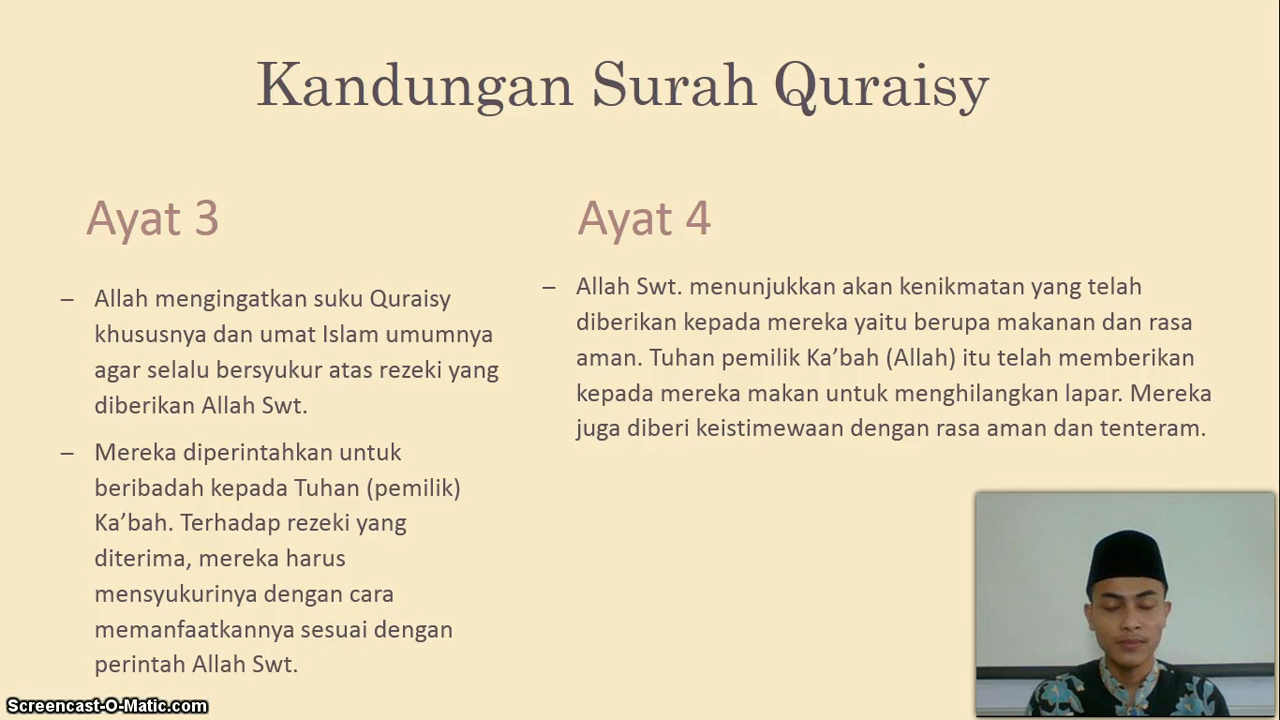 Kandungan Surah Quraisy
Ayat 3
– Allah mengingatkan suku Quraisy
khususnya dan umat Islam umumnya
agar selalu bersyukur atas rezeki yang
diberikan Allah Swt.
– Mereka diperintahkan untuk
beribadah kepada Tuhan (pemilik)
Ka’bah. Terhadap rezeki yang
diterima, mereka harus
mensyukurinya dengan cara
memanfaatkannya sesuai dengan
perintah Allah Swt.
Ayat 4
– Allah Swt. menunjukkan akan kenikmatan yang telah
diberikan kepada mereka yaitu berupa makanan dan rasa
aman. Tuhan pemilik Ka’bah (Allah) itu telah memberikan
kepada mereka makan untuk menghilangkan lapar. Mereka
juga diberi keistimewaan dengan rasa aman dan tenteram.
Screencast-O-Matic.com